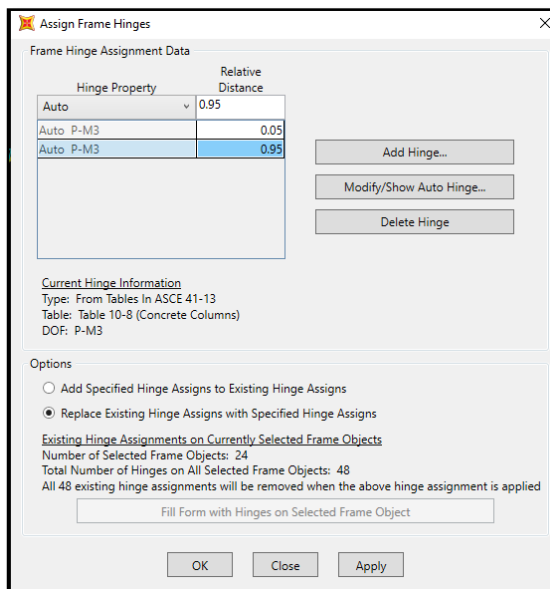 Assign Frame Hinges
Frame Hinge Assignment Data
Hinge Property
Relative
Distance
Auto
0.95
Auto P-M3
0.05
Auto P-M3
0.95
Add Hinge...
Modify/Show Auto Hinge...
Delete Hinge
Current Hinge Information
Type: From Tables In ASCE 41-13
Table: Table 10-8 (Concrete Columns)
DOF: P-M3
Options
Add Specified Hinge Assigns to Existing Hinge Assigns
Replace Existing Hinge Assigns with Specified Hinge Assigns
Existing Hinge Assignments on Currently Selected Frame Objects
Number of Selected Frame Objects: 24
Total Number of Hinges on All Selected Frame Objects: 48
All 48 existing hinge assignments will be removed when the above hinge assignment is applied
Fill Form with Hinges on Selected Frame Object
OK
Close
Apply